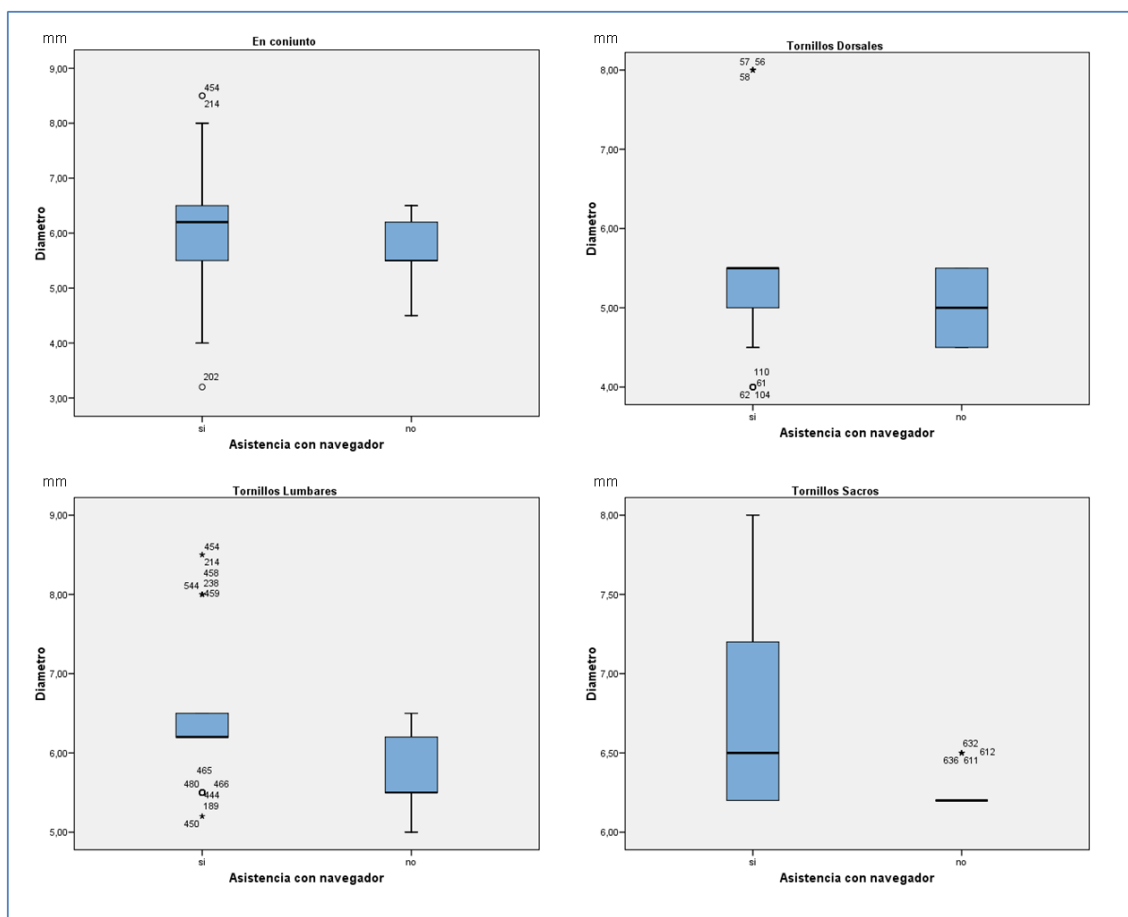 mm
En conjunto
9,00
8,00
7,00
6,00
5,00
4,00
3,00
Diametro
454
214
202
si
no
Asistencia con navegador
mm
Tornillos Dorsales
8,00
7,00
6,00
5,00
4,00
Diametro
57 56
58
110
61
62 104
si
no
Asistencia con navegador
mm
Tornillos Lumbares
9,00
8,00
7,00
6,00
5,00
Diametro
454
214
458
544 238
459
465
480 466
444
189
450
si
no
Asistencia con navegador
mm
Tornillos Sacros
8,00
7,50
7,00
6,50
6,00
Diametro
632
612
636 611
si
no
Asistencia con navegador